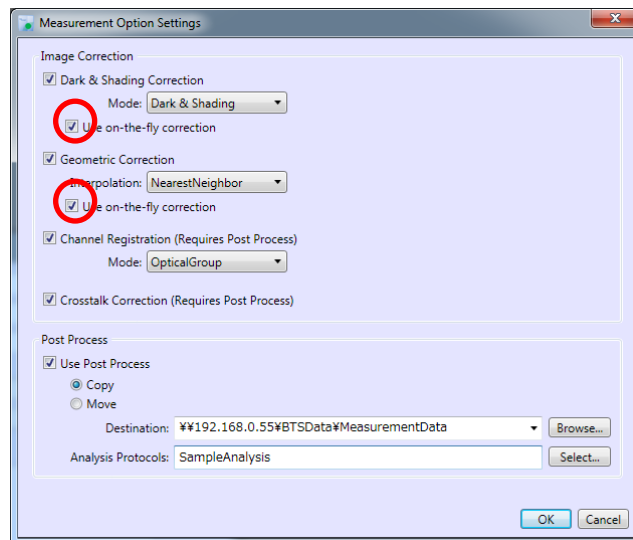 Measurement Option Settings
Image Correction
Dark & Shading Correction
Mode: Dark & Shading
Use on-the-fly correction
Geometric Correction
Interpolation: NearestNeighbor
Use on-the-fly correction
Channel Registration (Requires Post Process)
Mode: OpticalGroup
Crosstalk Correction (Requires Post Process)
Post Process
Use Post Process
Copy
Move
Destination: ¥¥192.168.0.55¥BTSData¥MeasurementData Browse...
Analysis Protocols: SampleAnalysis Select...
OK Cancel